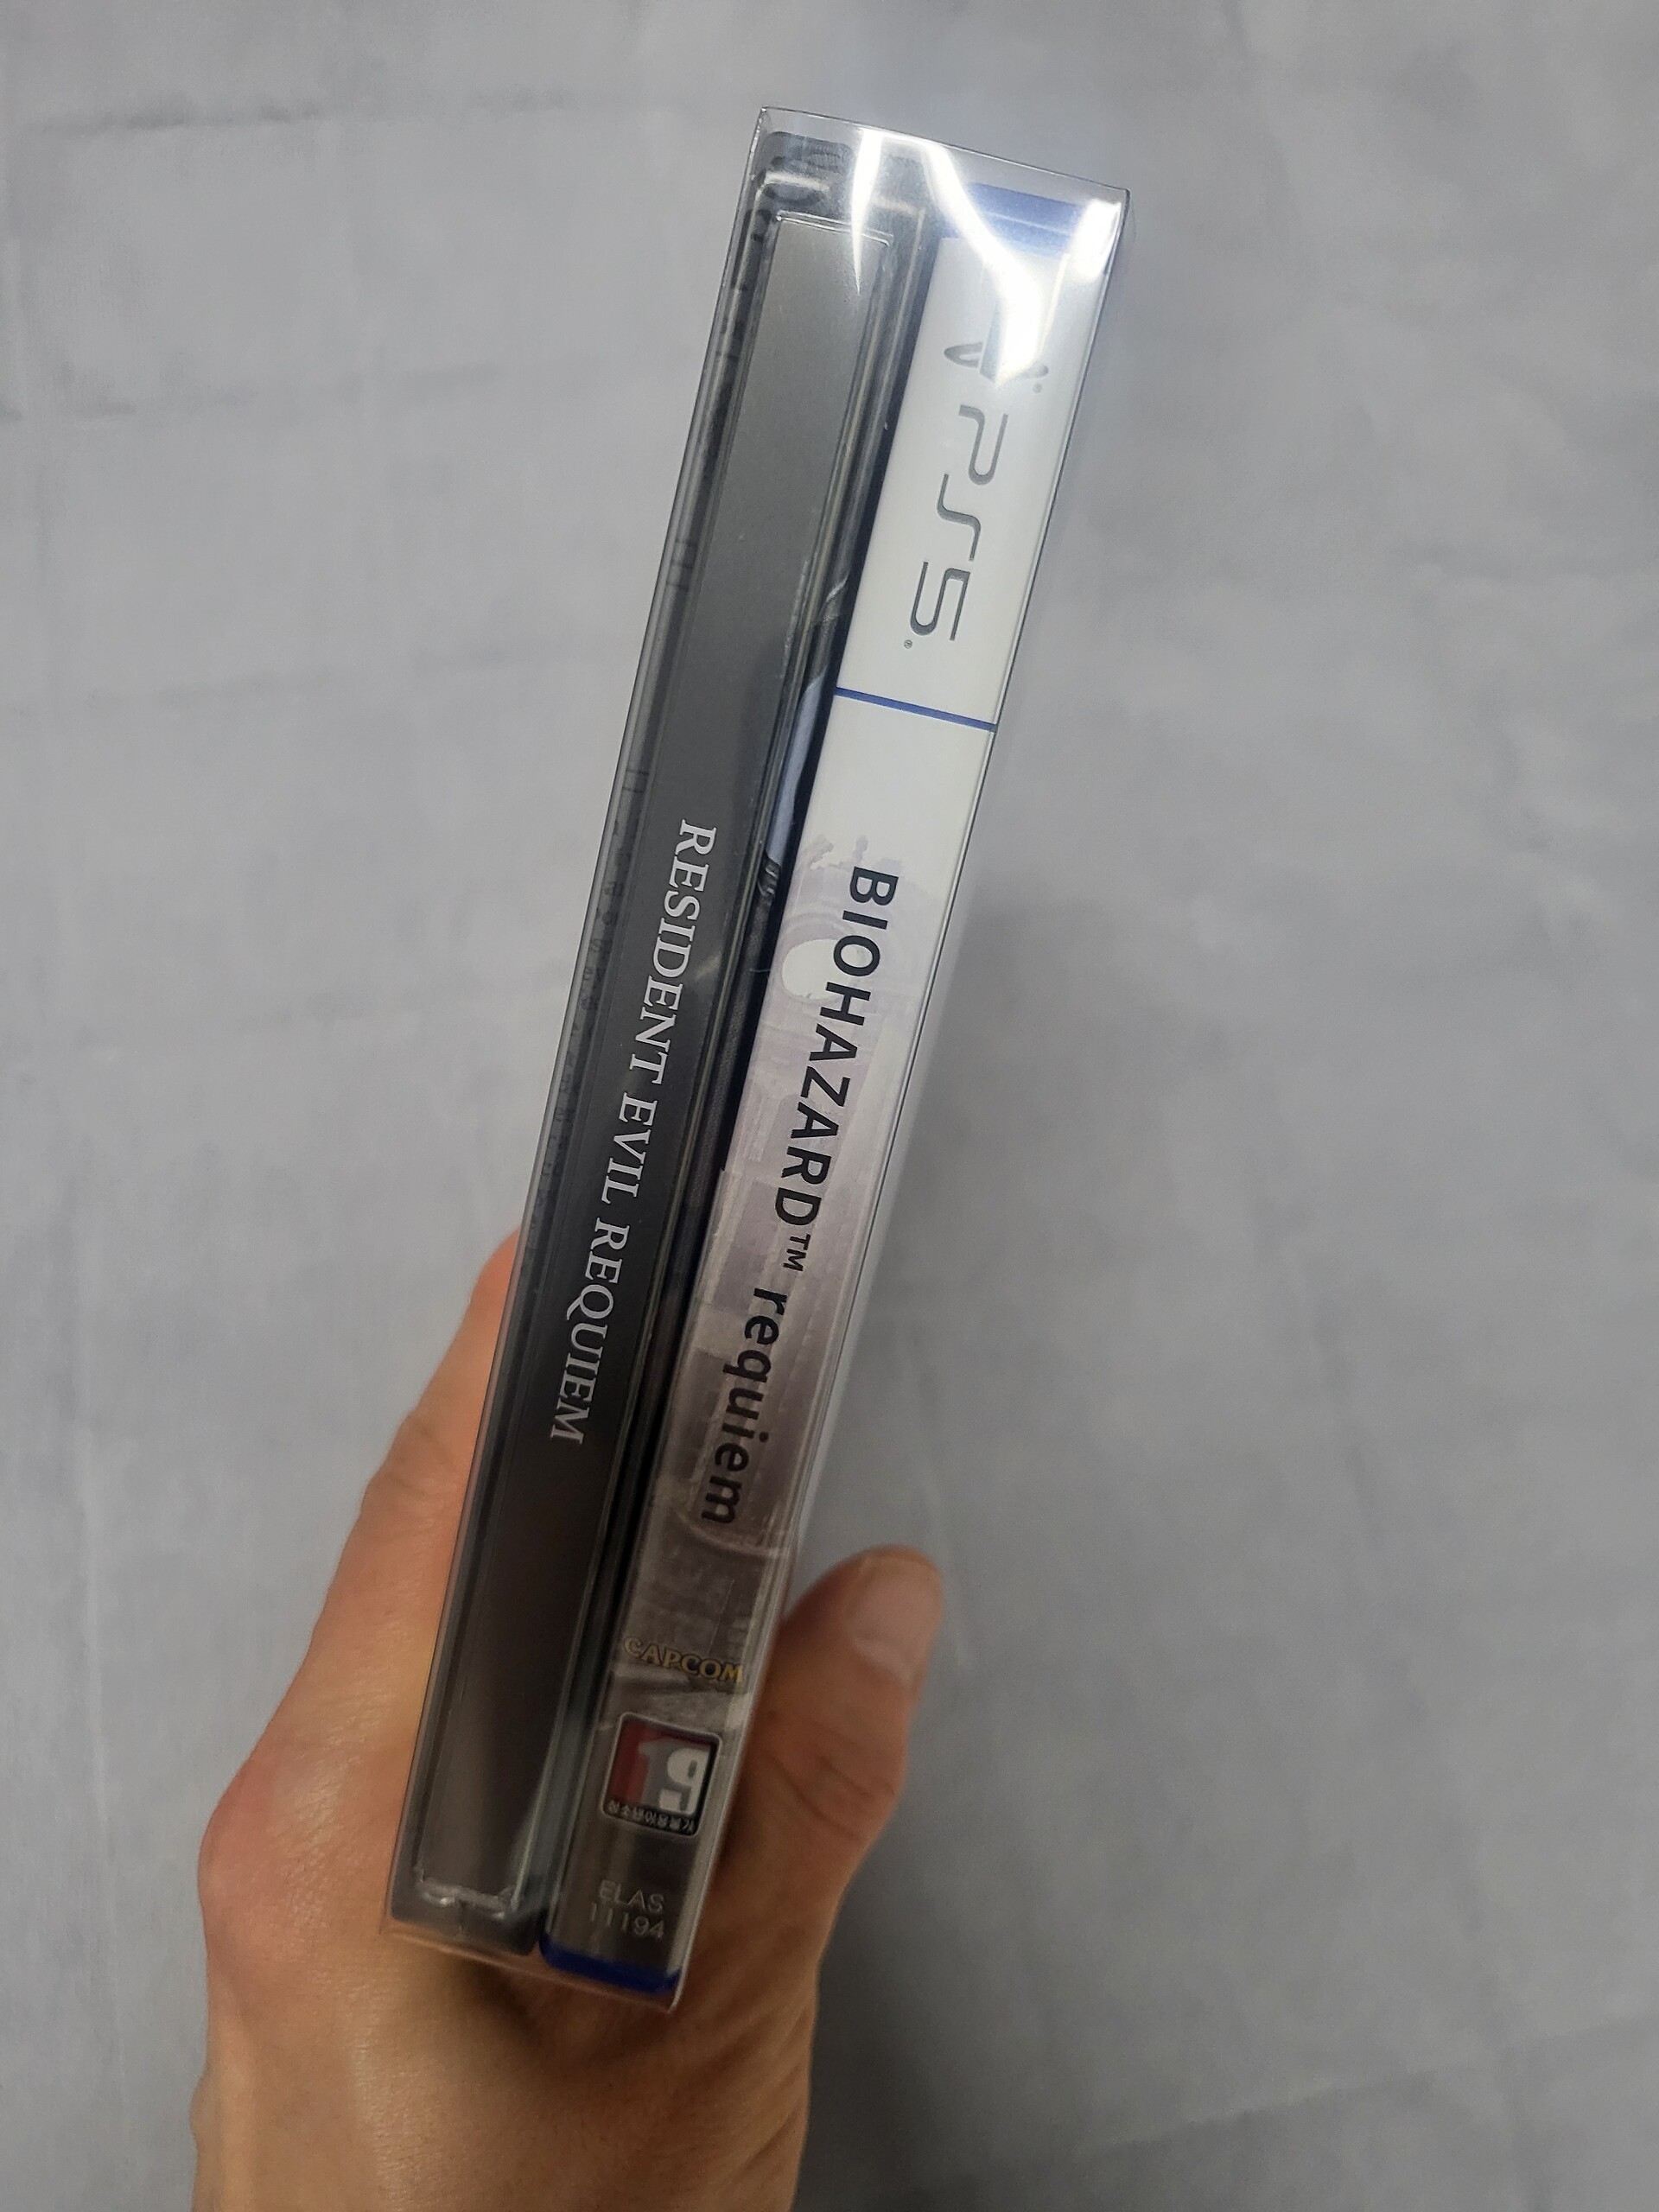 RESIDENT EVIL REQUIEM
PS5
BIOHAZARD™ requiem
CAPCOM
19
ELAS
11194